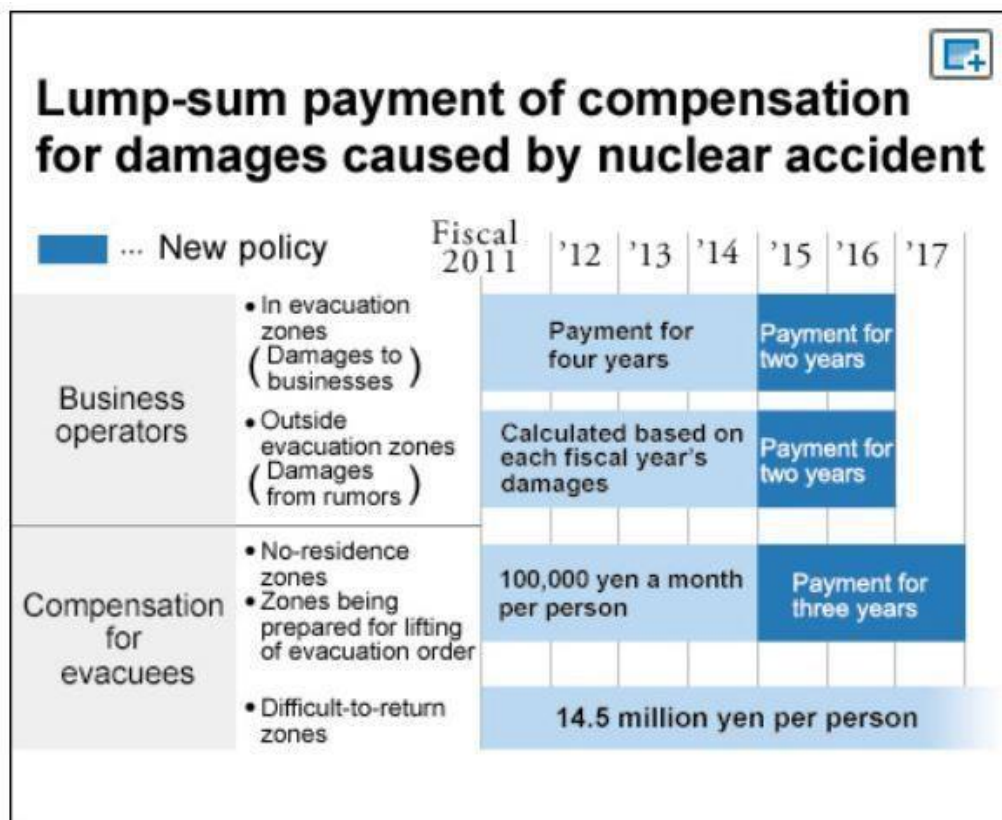 Lump-sum payment of compensation
for damages caused by nuclear accident
... New policy
Fiscal
2011
'12
'13
'14
'15
'16
'17
Business
operators
• In evacuation
zones
(Damages to
businesses)
Payment for
four years
Payment for
two years
• Outside
evacuation zones
(Damages
from rumors)
Calculated based on
each fiscal year's
damages
Payment for
two years
Compensation
for
evacuees
• No-residence
zones
• Zones being
prepared for lifting
of evacuation order
100,000 yen a month
per person
Payment for
three years
• Difficult-to-return
zones
14.5 million yen per person